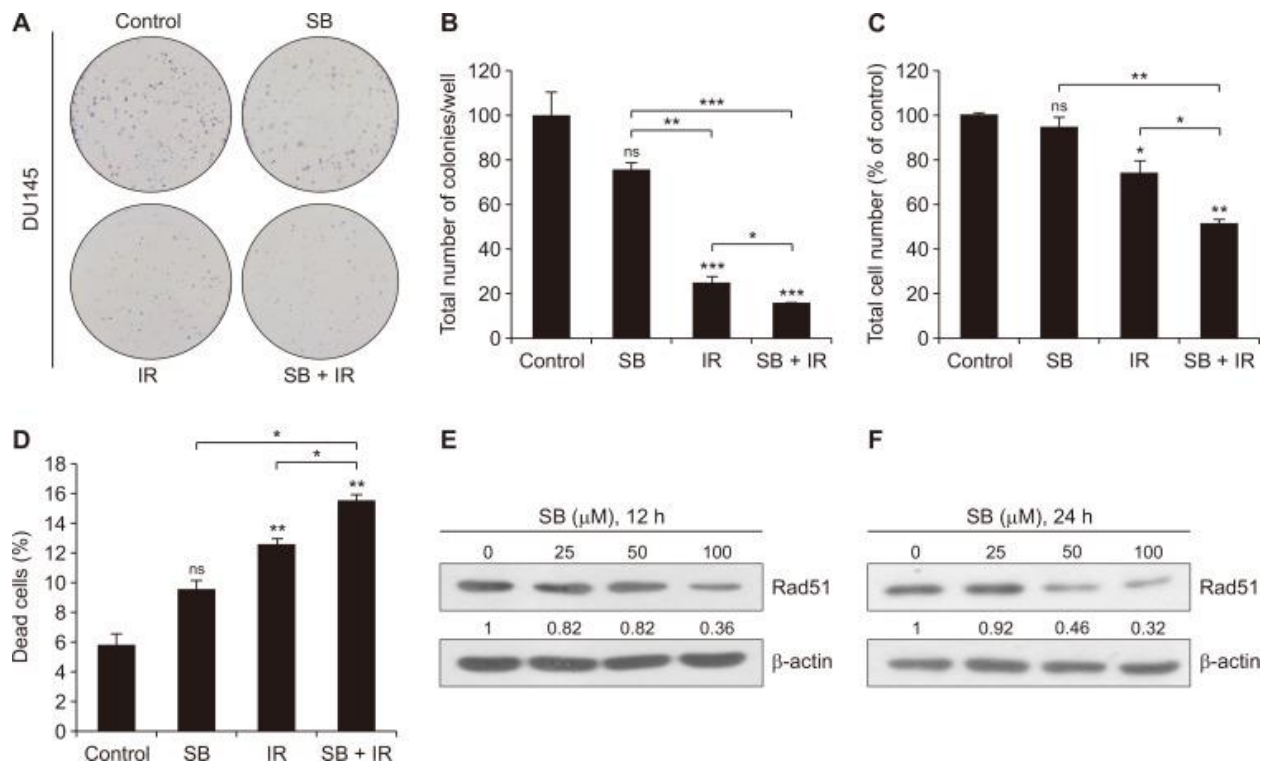 A
Control
SB
DU145
IR
SB + IR
B
Total number of colonies/well
120
100
80
60
40
20
0
***
**
ns
*
***
***
Control
SB
IR
SB + IR
C
Total cell number (% of control)
120
100
80
60
40
20
0
**
ns
*
*
**
Control
SB
IR
SB + IR
D
Dead cells (%)
18
16
14
12
10
8
6
4
2
0
*
*
**
**
ns
Control
SB
IR
SB + IR
E
SB (μM), 12 h
0 25 50 100
Rad51
1 0.82 0.82 0.36
β-actin
F
SB (μM), 24 h
0 25 50 100
Rad51
1 0.92 0.46 0.32
β-actin